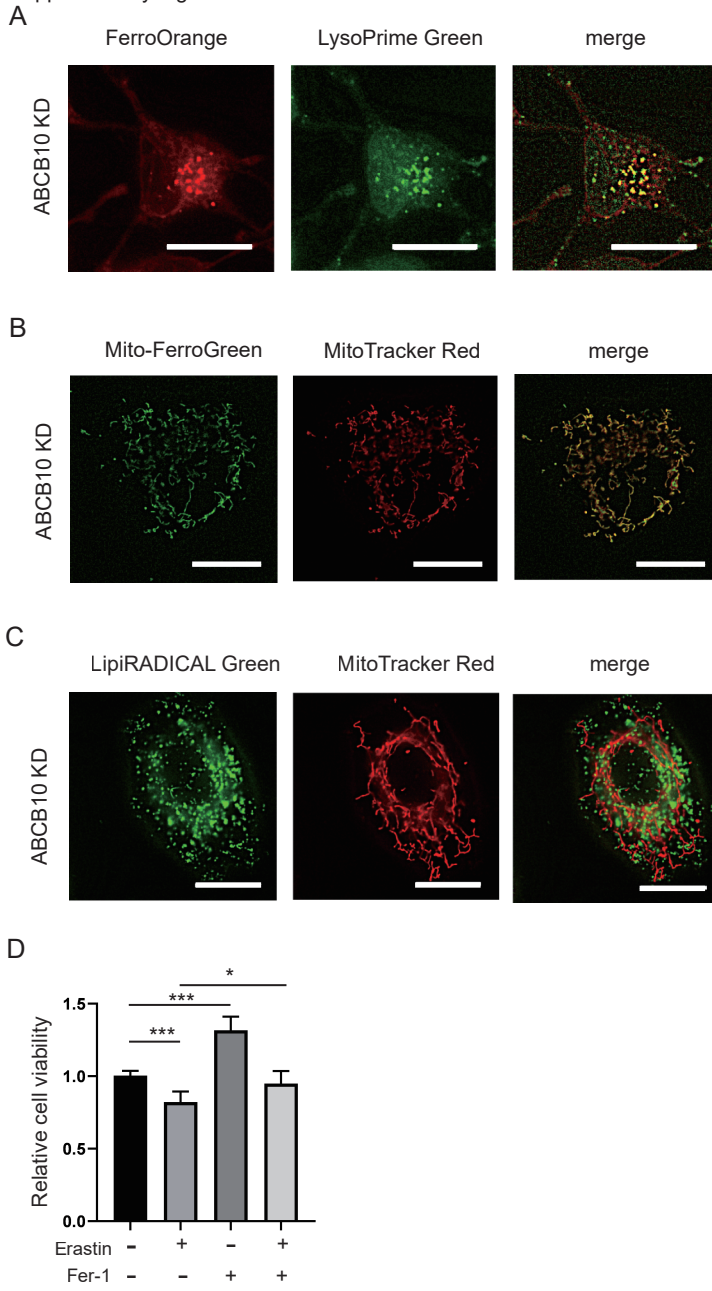 A
FerroOrange LysoPrime Green merge
ABCB10 KD
B
Mito-FerroGreen MitoTracker Red merge
ABCB10 KD
C
LipiRADICAL Green MitoTracker Red merge
ABCB10 KD
D
*
***
***
Relative cell viability
1.5
1.0
0.5
0.0
Erastin - + - +
Fer-1 - - + +